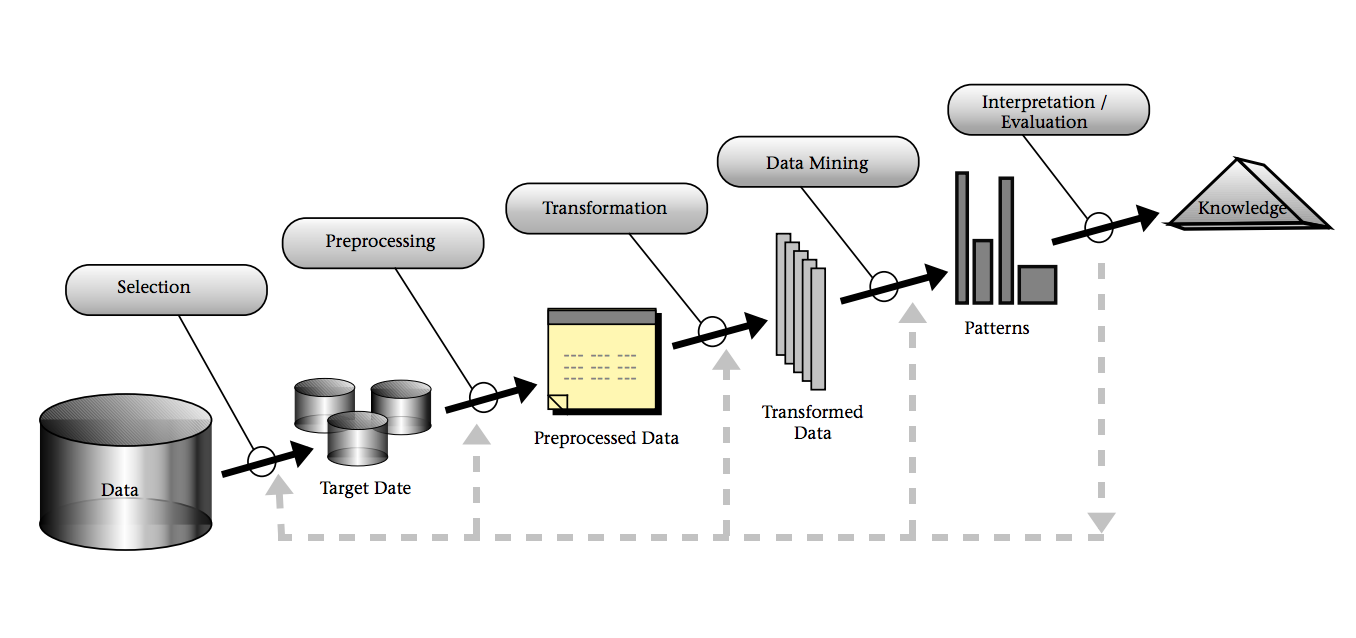 Interpretation /
Evaluation
Data Mining
Transformation
Knowledge
Preprocessing
Selection
Patterns
Transformed
Data
Preprocessed Data
Target Date
Data